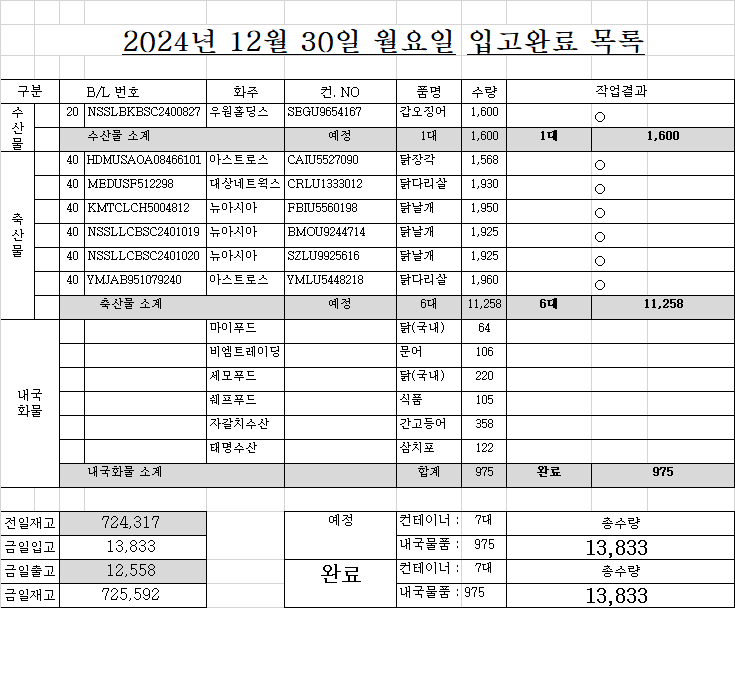 2024년 12월 30일 월요일 입고완료 목록
구분 B/L 번호 화주 컨. NO 품명 수량 작업결과
수산물
20 NSSLBKBSC2400827 우원홀딩스 SEGU9654167 갑오징어 1,600 ○
수산물 소계 예정 1대 1,600 1대 1,600
축산물
40 HDMUSAOA08466101 아스트로스 CAIU5527090 닭장각 1,568 ○
40 MEDUSF512298 대상네트웍스 CRLU1333012 닭다리살 1,930 ○
40 KMTCLCH5004812 뉴아시아 FBIU5560198 닭날개 1,950 ○
40 NSSLLCBSC2401019 뉴아시아 BMOU9244714 닭날개 1,925 ○
40 NSSLLCBSC2401020 뉴아시아 SZLU9925616 닭날개 1,925 ○
40 YMJAB951079240 아스트로스 YMLU5448218 닭다리살 1,960 ○
축산물 소계 예정 6대 11,258 6대 11,258
내국화물
마이푸드 닭(국내) 64
비엠트레이딩 문어 106
세모푸드 닭(국내) 220
쉐프푸드 식품 105
자갈치수산 간고등어 358
태명수산 삼치포 122
내국화물 소계 합계 975 완료 975
전일재고 724,317 예정 컨테이너 : 7대 총수량
금일입고 13,833 내국물품 : 975 13,833
금일출고 12,558 완료 컨테이너 : 7대 총수량
금일재고 725,592 내국물품 : 975 13,833